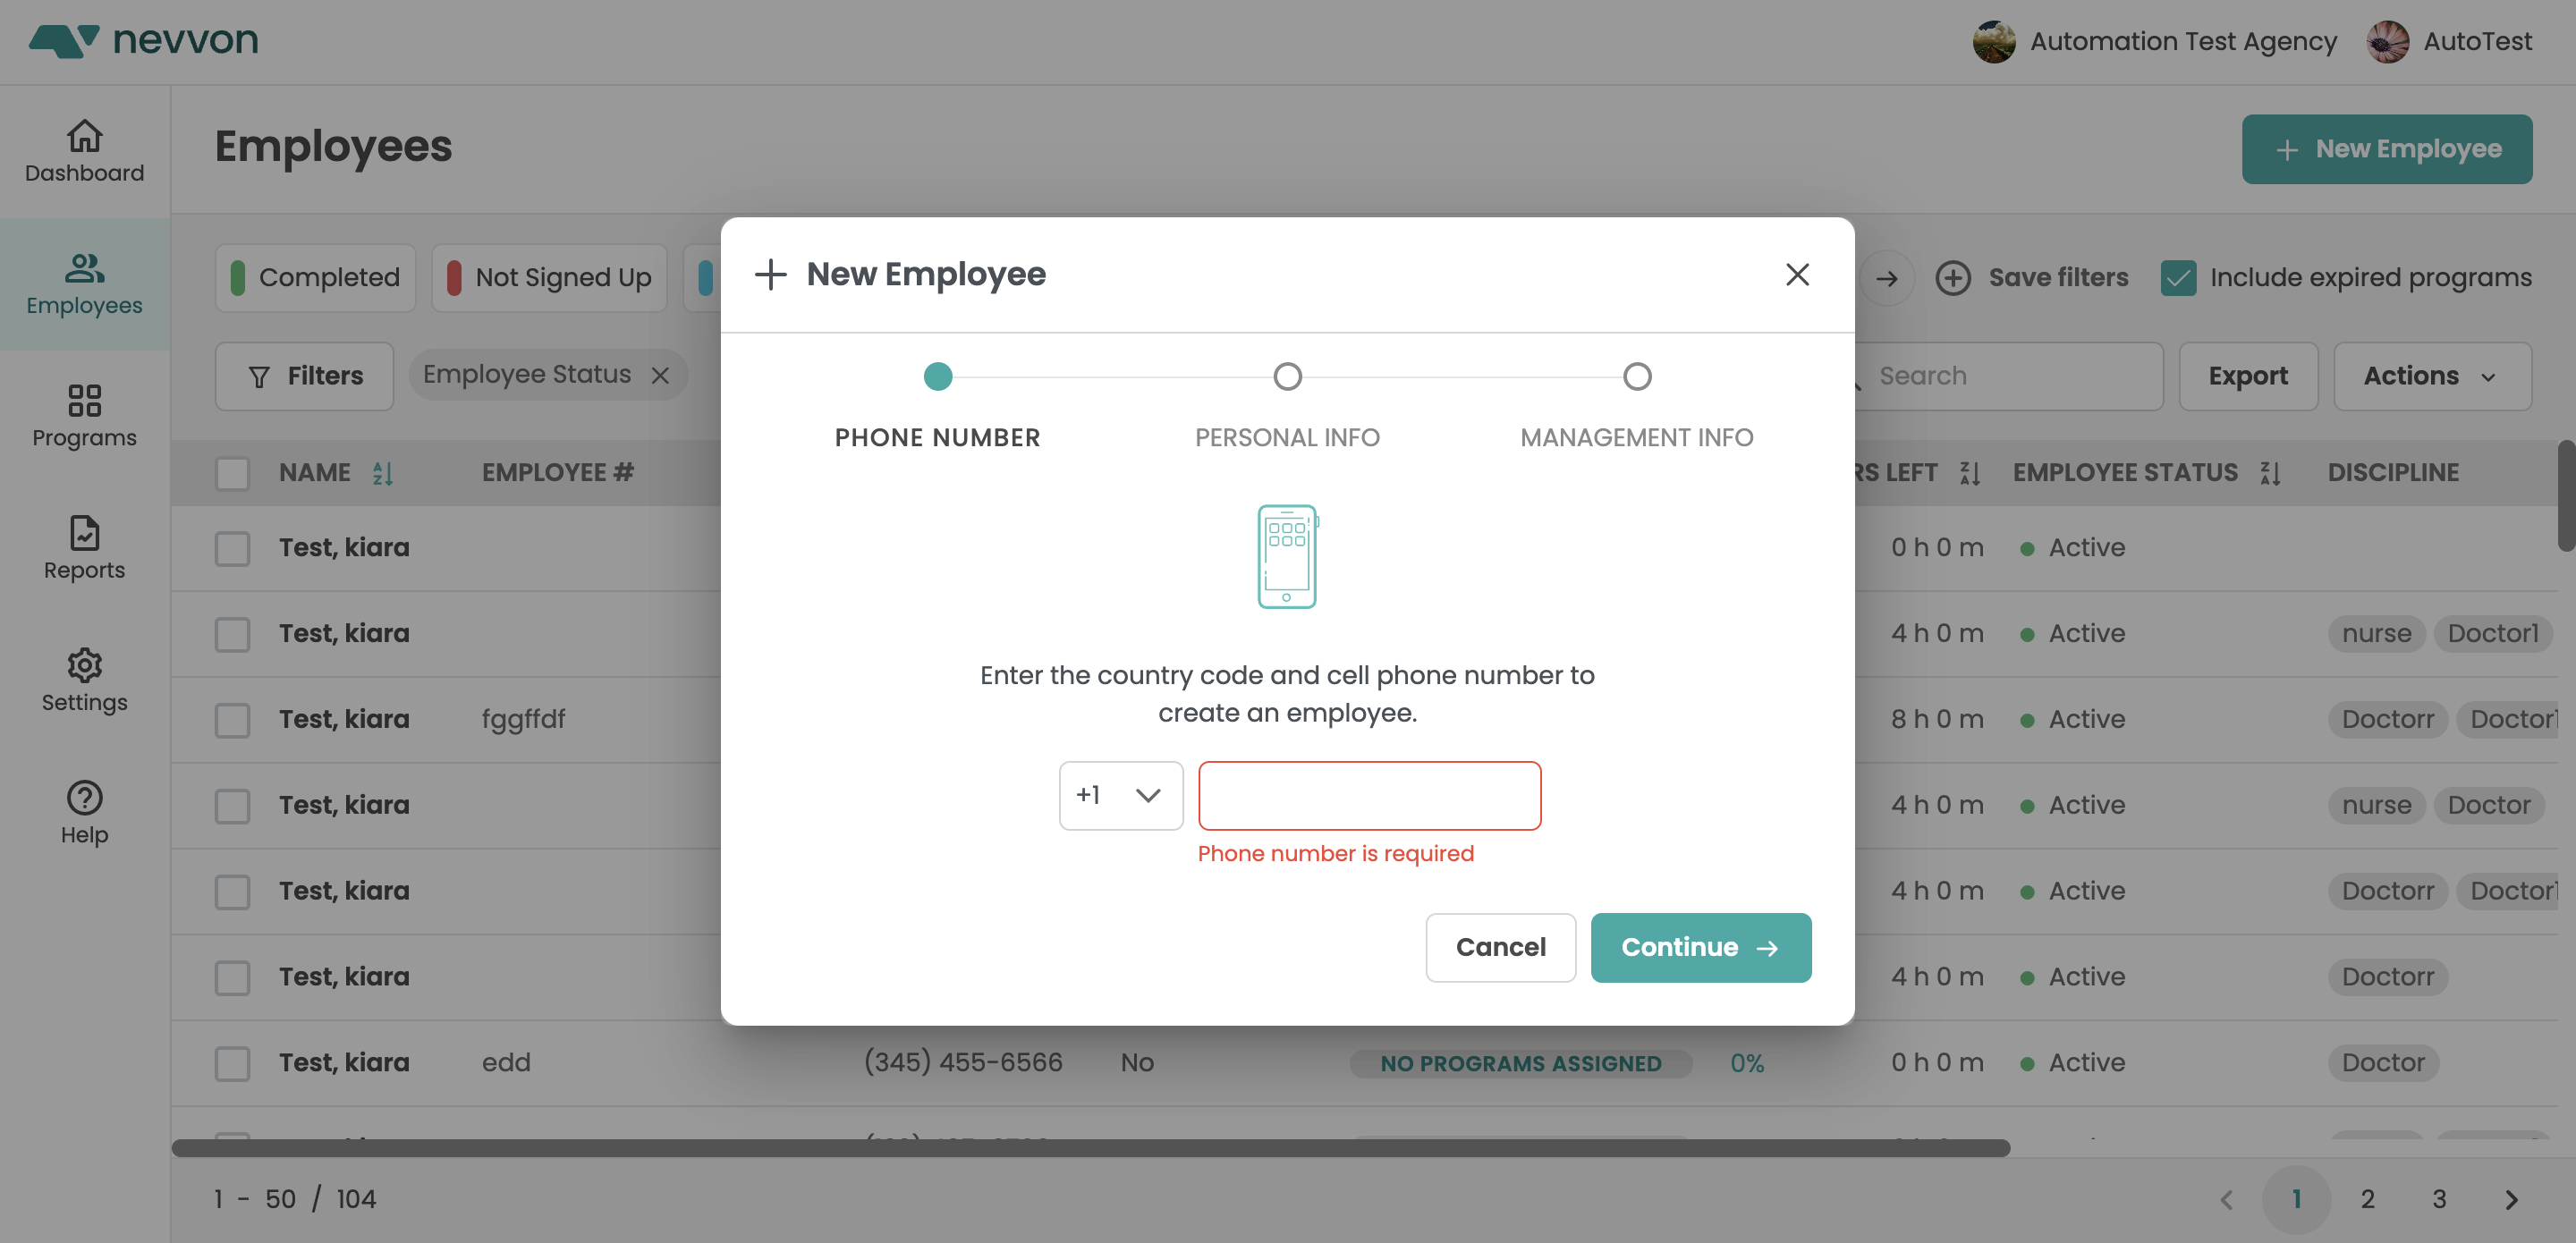 nevvon
Automation Test Agency
AutoTest
Dashboard
Employees
Programs
Reports
Settings
Help
Employees
+ New Employee
Completed
Not Signed Up
Save filters
Include expired programs
Filters
Employee Status
Search
Export
Actions
NAME
EMPLOYEE #
RS LEFT
EMPLOYEE STATUS
DISCIPLINE
Test, kiara
0 h 0 m
Active
Test, kiara
4 h 0 m
Active
nurse
Doctor1
Test, kiara
fggffdf
8 h 0 m
Active
Doctorr
Doctor1
Test, kiara
4 h 0 m
Active
nurse
Doctor
Test, kiara
4 h 0 m
Active
Doctorr
Doctor1
Test, kiara
4 h 0 m
Active
Doctorr
Test, kiara
edd
(345) 455-6566
No
NO PROGRAMS ASSIGNED
0%
0 h 0 m
Active
Doctor
1 - 50 / 104
1
2
3
+ New Employee
PHONE NUMBER
PERSONAL INFO
MANAGEMENT INFO
Enter the country code and cell phone number to
create an employee.
+1
Phone number is required
Cancel
Continue